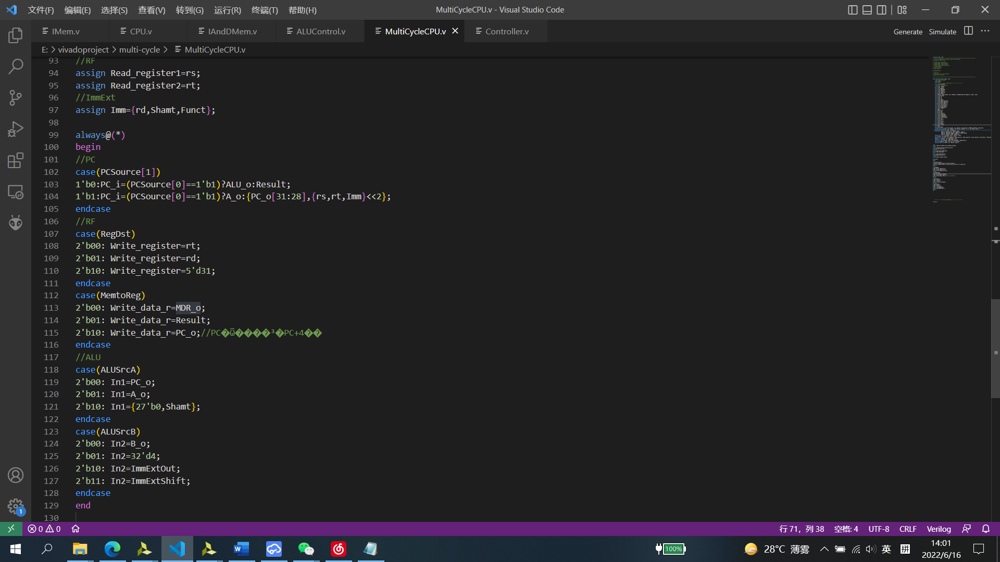 文件(F) 编辑(E) 选择(S) 查看(V) 转到(G) 运行(R) 终端(T) 帮助(H) MultiCycleCPU.v - Visual Studio Code
IMem.v CPU.v IAndDMem.v ALUControl.v MultiCycleCPU.v Controller.v Generate Simulate
E: > vivadoproject > multi-cycle > MultiCycleCPU.v
93 //RF
94 assign Read_register1=rs;
95 assign Read_register2=rt;
96 //ImmExt
97 assign Imm={rd,Shamt,Funct};
98
99 always@(*)
100 begin
101 //PC
102 case(PCSource[1])
103 1'b0:PC_i=(PCSource[0]==1'b1)?ALU_o:Result;
104 1'b1:PC_i=(PCSource[0]==1'b1)?A_o:{PC_o[31:28],{rs,rt,Imm}<<2};
105 endcase
106 //RF
107 case(RegDst)
108 2'b00: Write_register=rt;
109 2'b01: Write_register=rd;
110 2'b10: Write_register=5'd31;
111 endcase
112 case(MemtoReg)
113 2'b00: Write_data_r=MDR_o;
114 2'b01: Write_data_r=Result;
115 2'b10: Write_data_r=PC_o;//PC�����³�PC+4��
116 endcase
117 //ALU
118 case(ALUSrcA)
119 2'b00: In1=PC_o;
120 2'b01: In1=A_o;
121 2'b10: In1={27'b0,Shamt};
122 endcase
123 case(ALUSrcB)
124 2'b00: In2=B_o;
125 2'b01: In2=32'd4;
126 2'b10: In2=ImmExtOut;
127 2'b11: In2=ImmExtShift;
128 endcase
129 end
130
1
0 0 行 71，列 38 空格: 4 UTF-8 CRLF Verilog
100% 28°C 薄雾 英 拼 14:01
2022/6/16